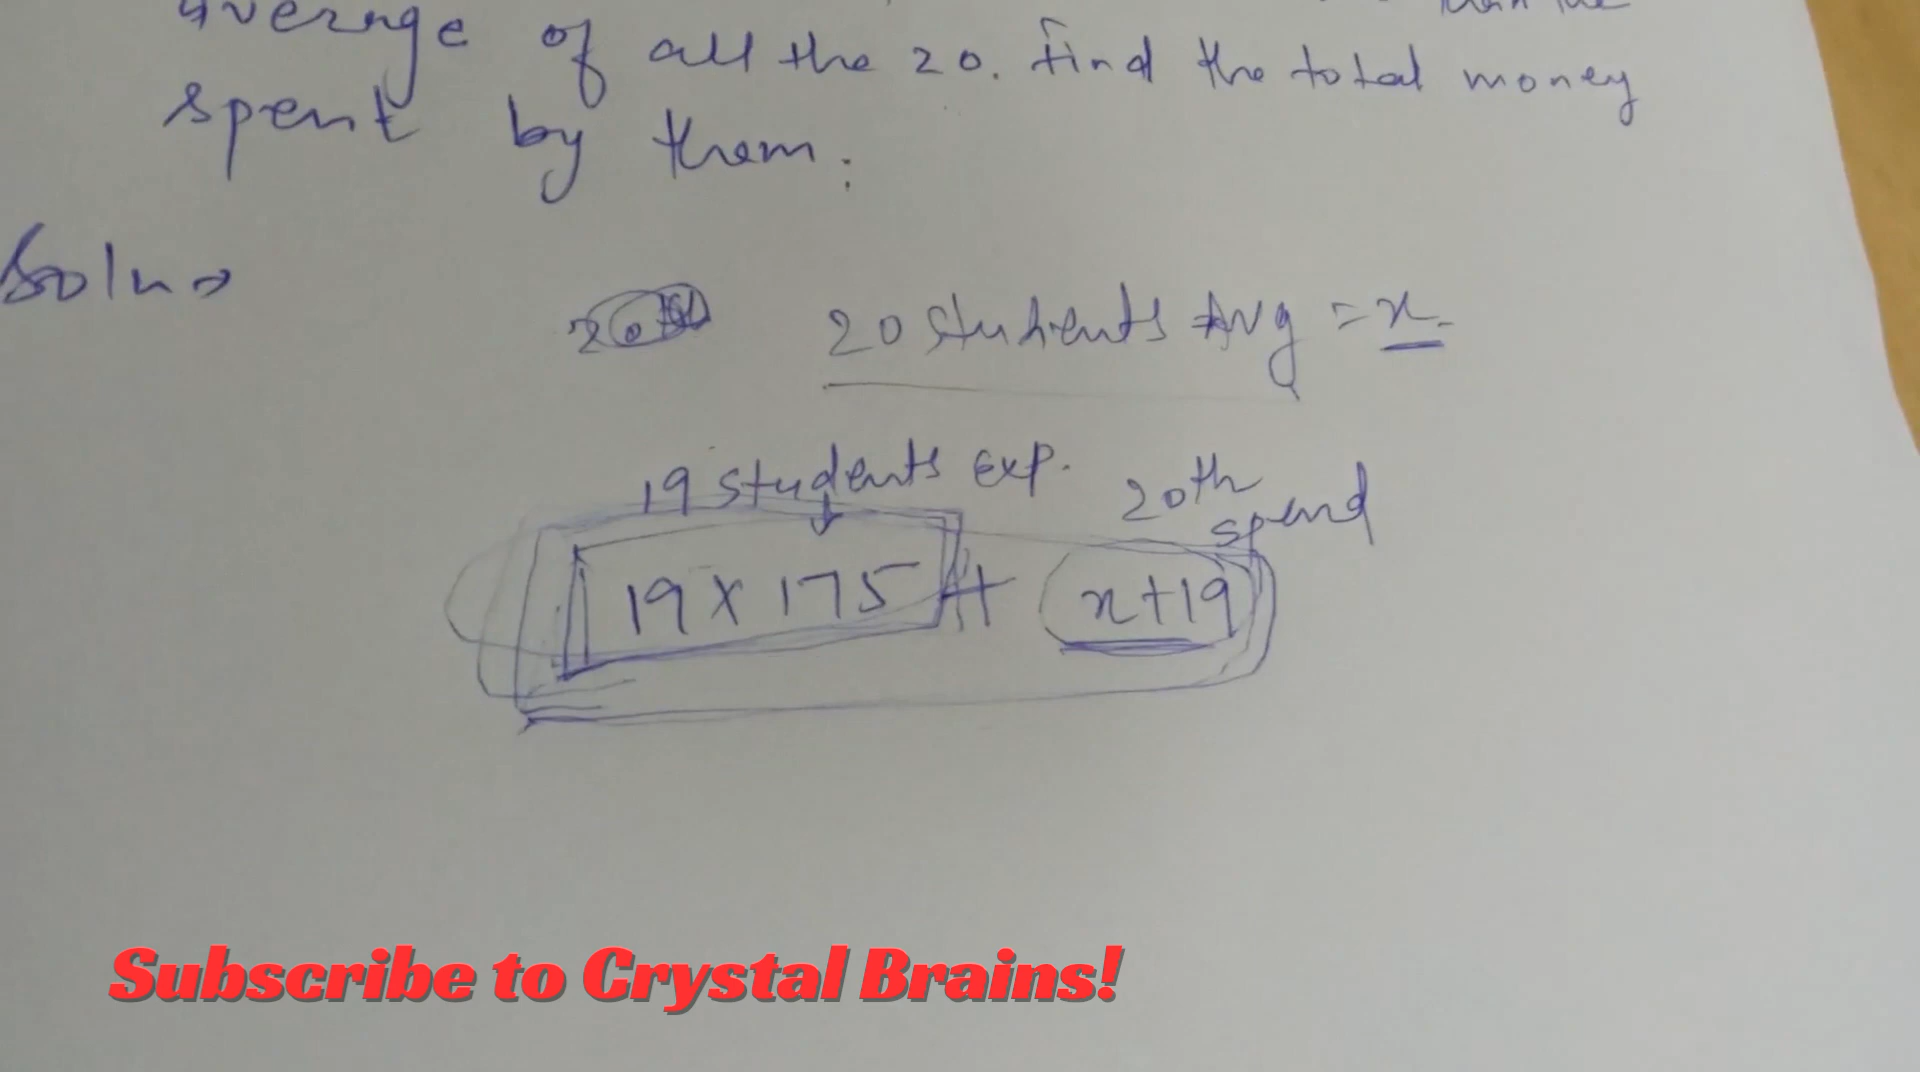 average of all the 20. Find the total money
spent by them.
Soln
20 students Avg = x.
19 students Exp.
20th
spend
19 X 175 + x+19
Subscribe to Crystal Brains!